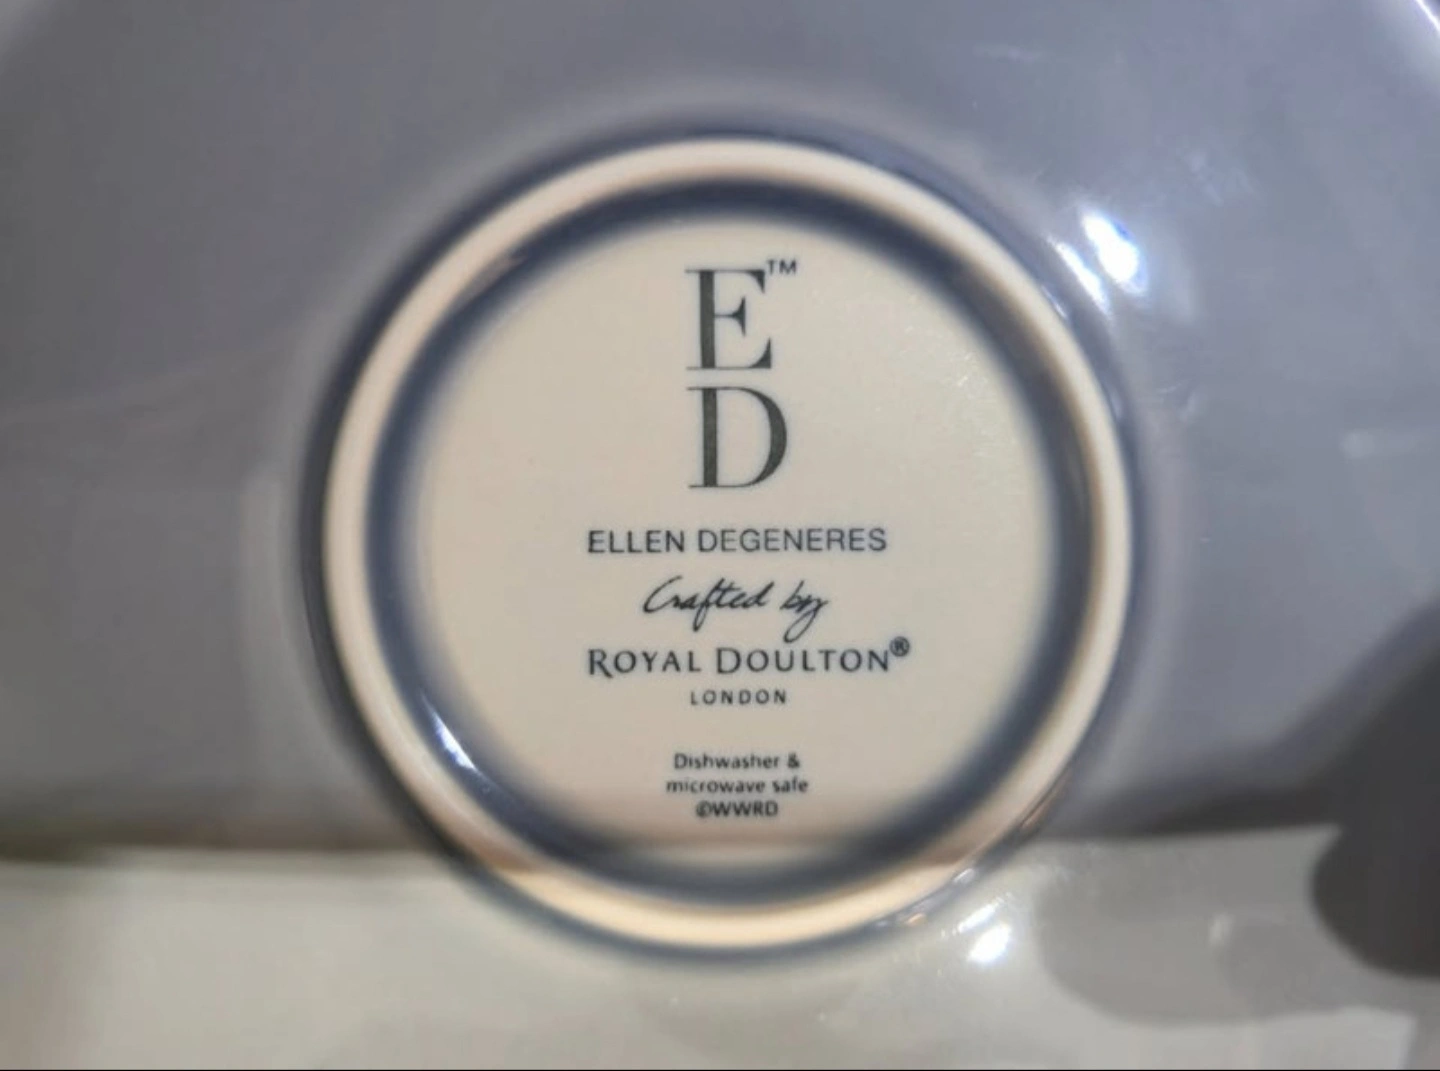 E™
D
ELLEN DEGENERES
Crafted by
ROYAL DOULTON®
LONDON
Dishwasher &
microwave safe
©WWRD